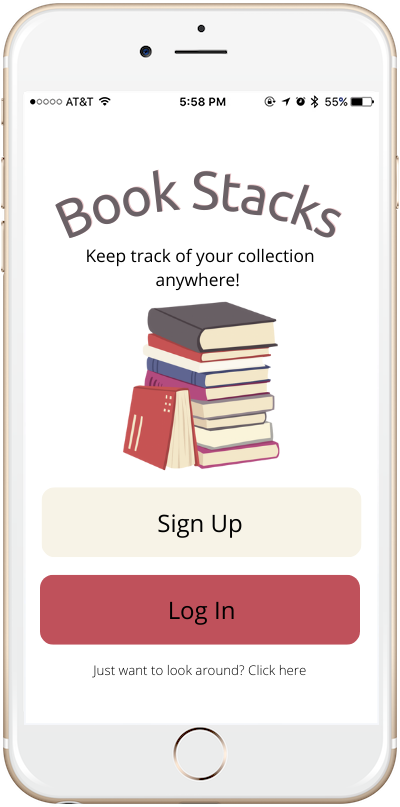 AT&T 5:58 PM 55%
Book Stacks
Keep track of your collection
anywhere!
Sign Up
Log In
Just want to look around? Click here